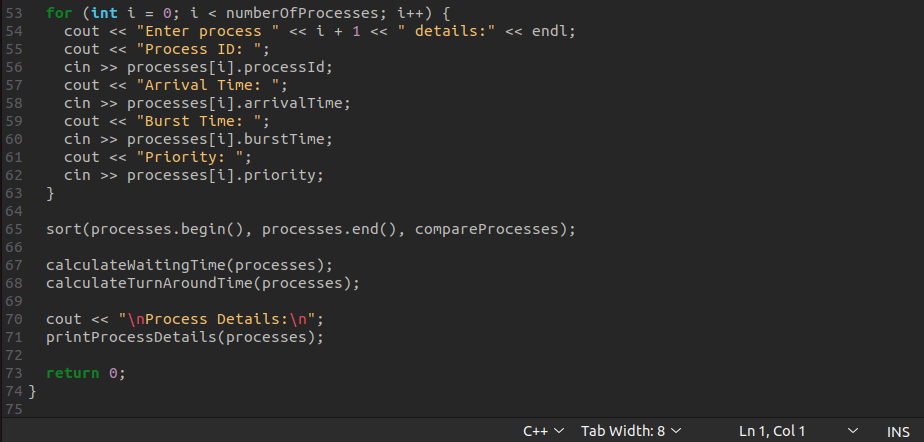 53   for (int i = 0; i < numberOfProcesses; i++) {
54     cout << "Enter process " << i + 1 << " details:" << endl;
55     cout << "Process ID: ";
56     cin >> processes[i].processId;
57     cout << "Arrival Time: ";
58     cin >> processes[i].arrivalTime;
59     cout << "Burst Time: ";
60     cin >> processes[i].burstTime;
61     cout << "Priority: ";
62     cin >> processes[i].priority;
63   }
64
65   sort(processes.begin(), processes.end(), compareProcesses);
66
67   calculateWaitingTime(processes);
68   calculateTurnAroundTime(processes);
69
70   cout << "\nProcess Details:\n";
71   printProcessDetails(processes);
72
73   return 0;
74 }
75
C++ Tab Width: 8 Ln 1, Col 1 INS